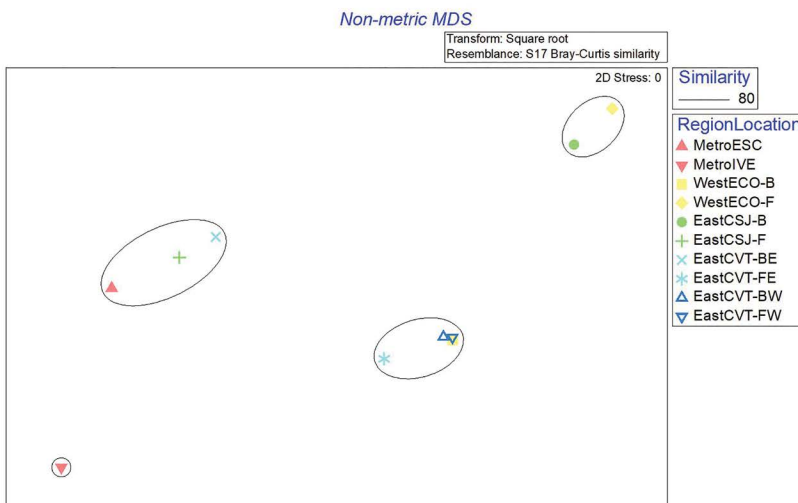 Non-metric MDS
Transform: Square root
Resemblance: S17 Bray-Curtis similarity
2D Stress: 0
Similarity
80
RegionLocation
MetroESC
MetroIVE
WestECO-B
WestECO-F
EastCSJ-B
EastCSJ-F
EastCVT-BE
EastCVT-FE
EastCVT-BW
EastCVT-FW